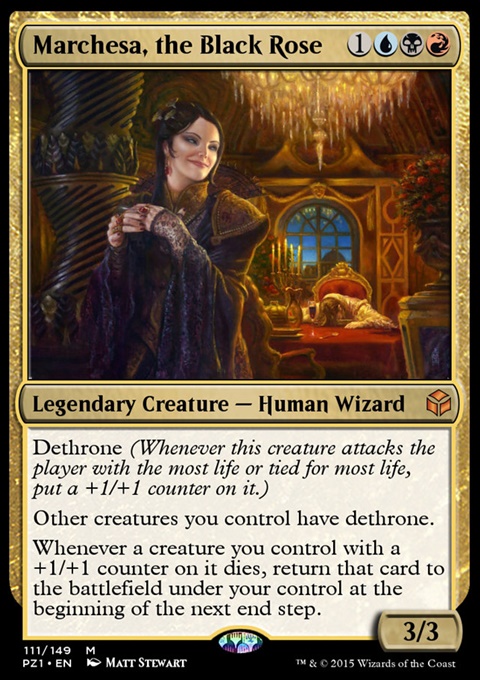 Marchesa, the Black Rose 1
Legendary Creature — Human Wizard
Dethrone (Whenever this creature attacks the
player with the most life or tied for most life,
put a +1/+1 counter on it.)
Other creatures you control have dethrone.
Whenever a creature you control with a
+1/+1 counter on it dies, return that card to
the battlefield under your control at the
beginning of the next end step.
3/3
111/149 M
PZ1 • EN Matt Stewart
™ & © 2015 Wizards of the Coast